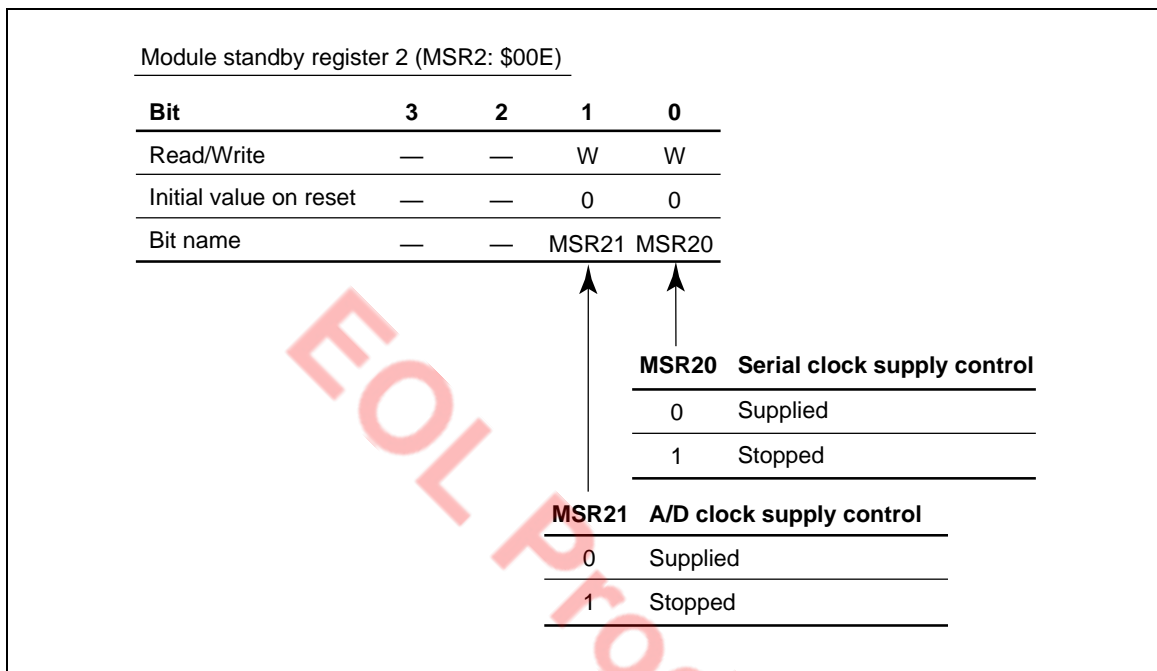 Module standby register 2 (MSR2: $00E)
Bit 3 2 1 0
Read/Write — — W W
Initial value on reset — — 0 0
Bit name — — MSR21 MSR20
MSR20 Serial clock supply control
0 Supplied
1 Stopped
MSR21 A/D clock supply control
0 Supplied
1 Stopped
EOL